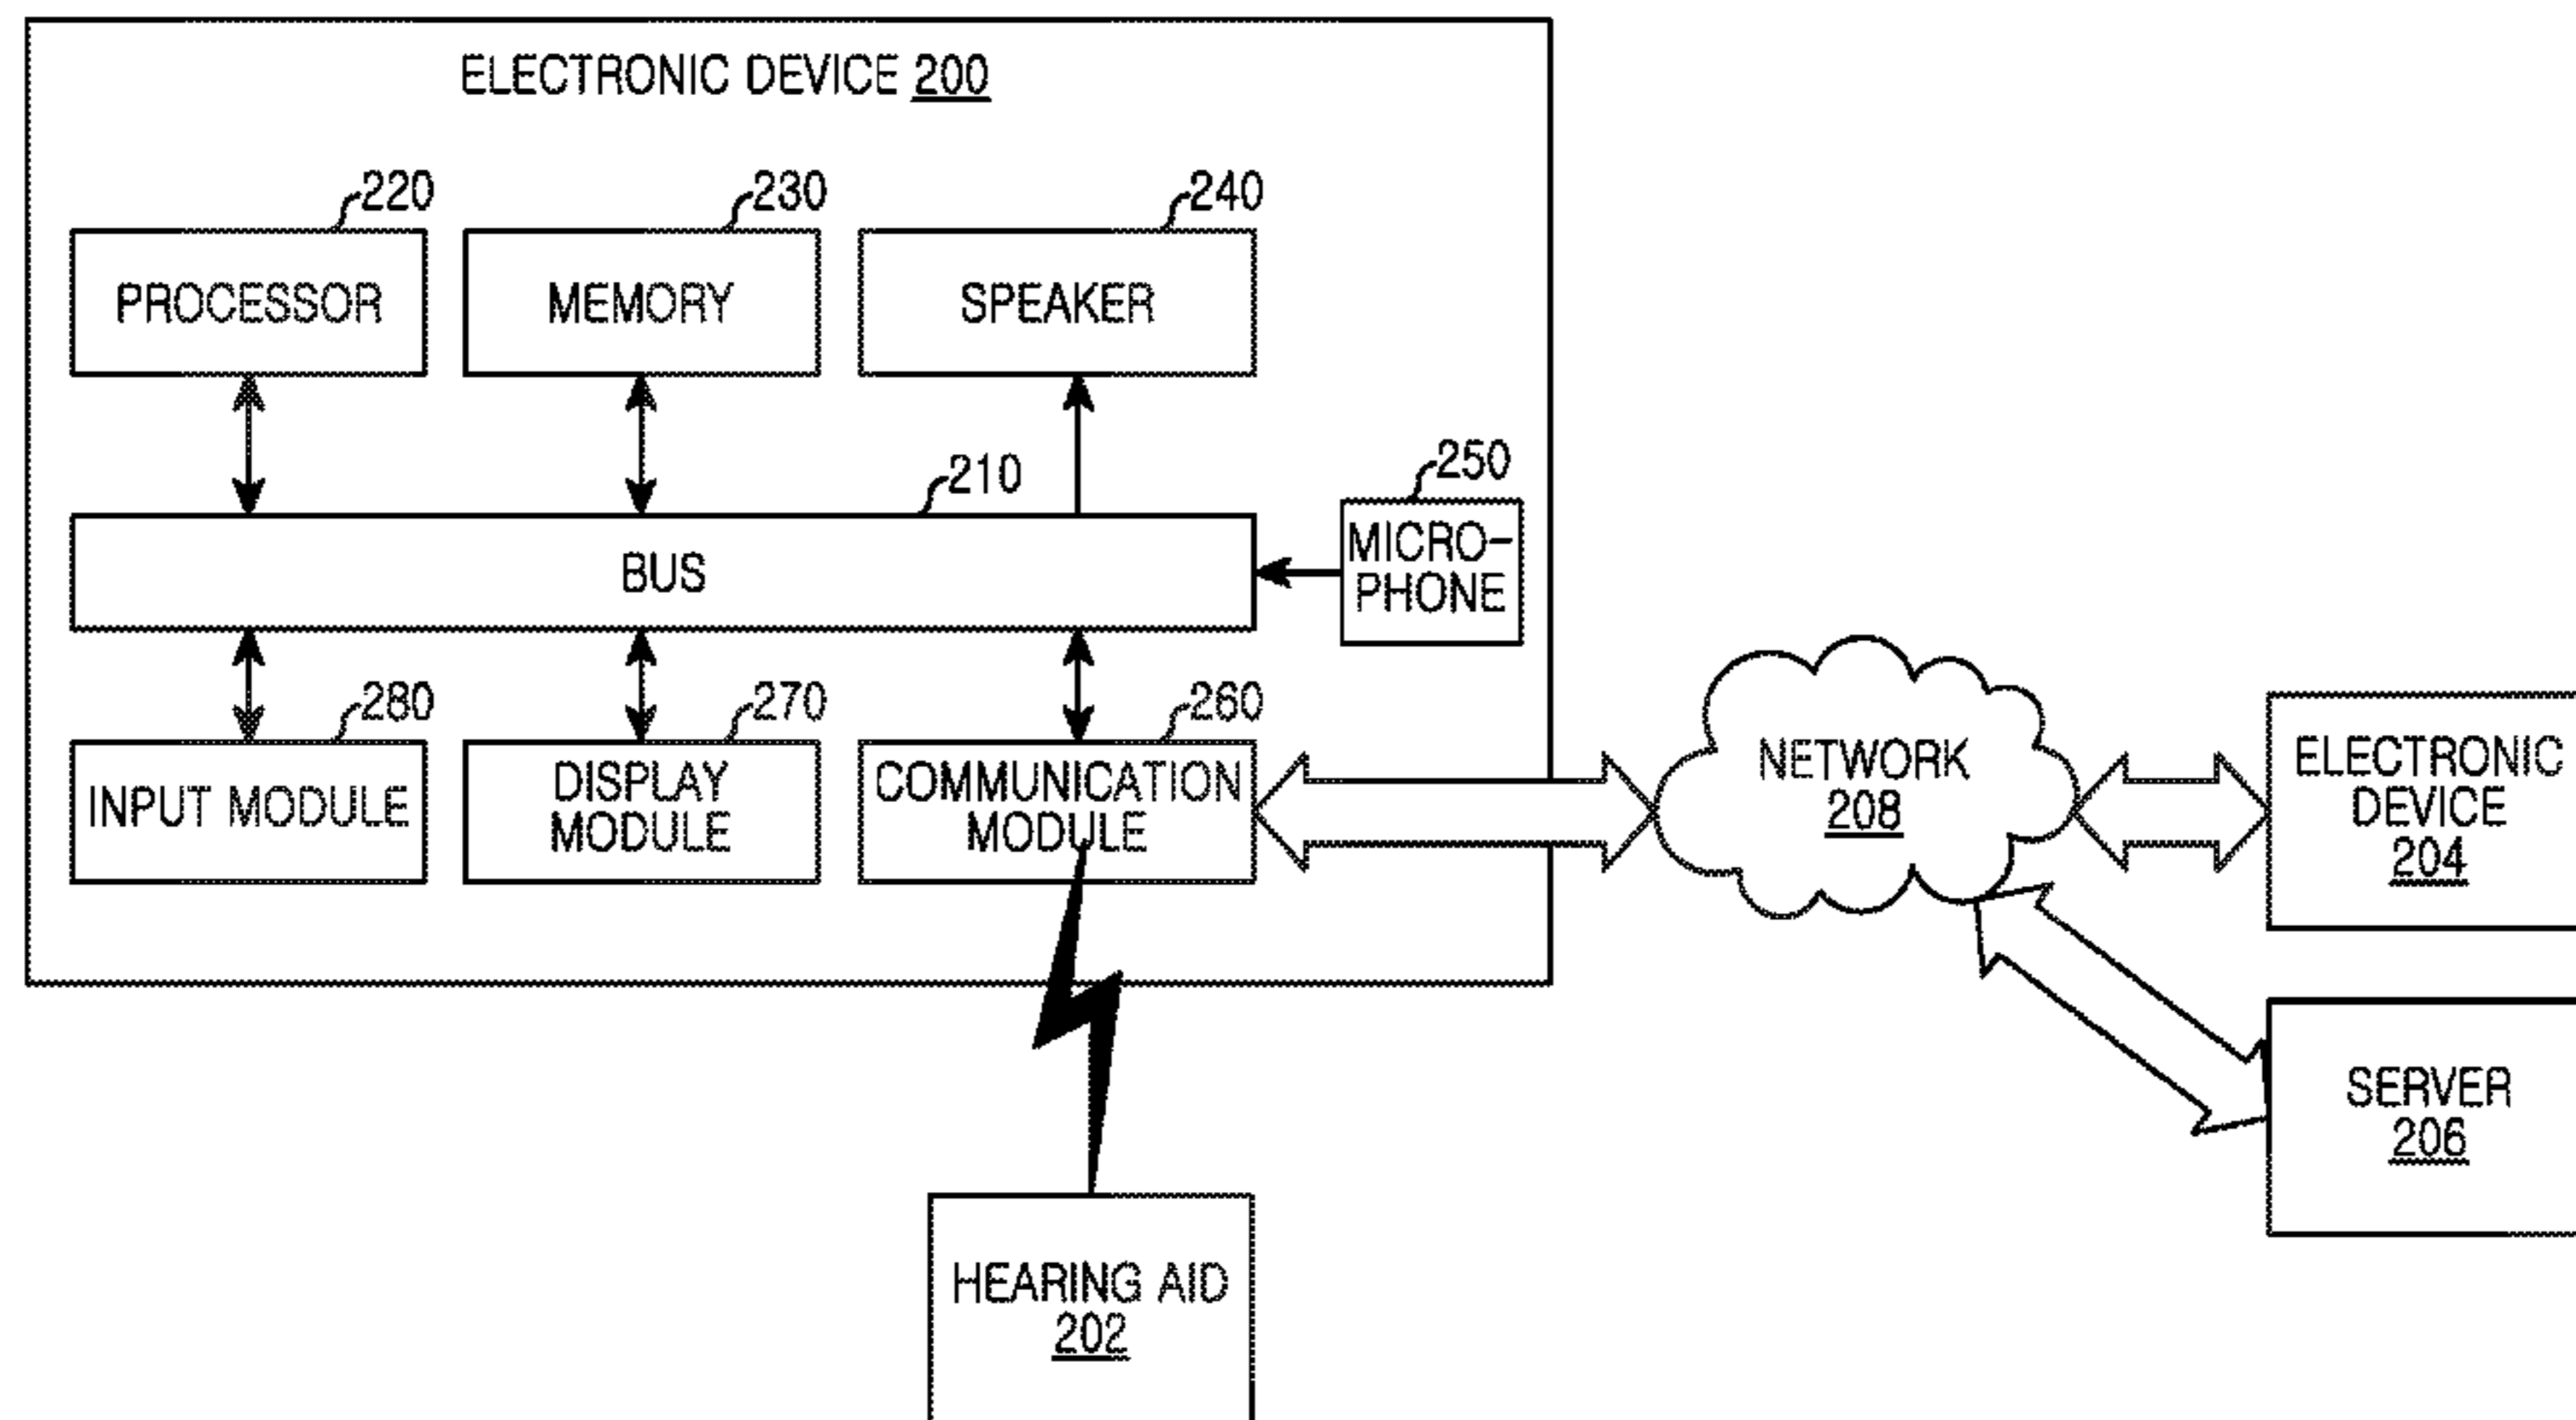 ELECTRONIC DEVICE 200
220
230
240
PROCESSOR
MEMORY
SPEAKER
210
250
BUS
MICRO-
PHONE
280
270
260
INPUT MODULE
DISPLAY
MODULE
COMMUNICATION
MODULE
NETWORK
208
ELECTRONIC
DEVICE
204
SERVER
206
HEARING AID
202